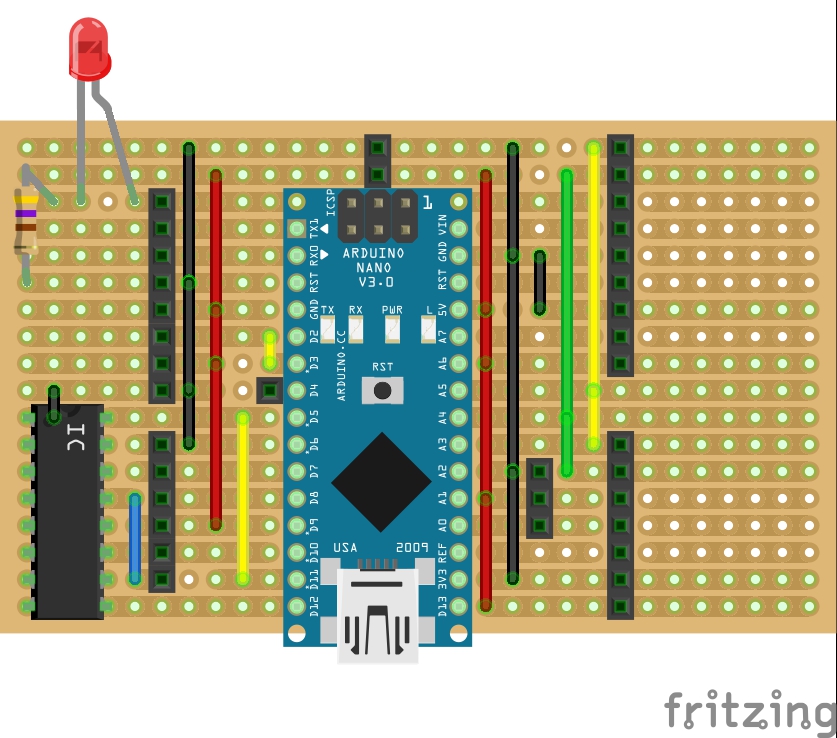 ICSP
1
TX1
RX0
RST
GND
D2
D3
D4
D5
D6
D7
D8
D9
D10
D11
D12
ARDUINO
NANO
V3.0
TX RX PWR L
ARDUINO.CC
RST
USA 2009
VIN
GND
RST
5V
A7
A6
A5
A4
A3
A2
A1
A0
REF
3V3
D13
IC
fritzing